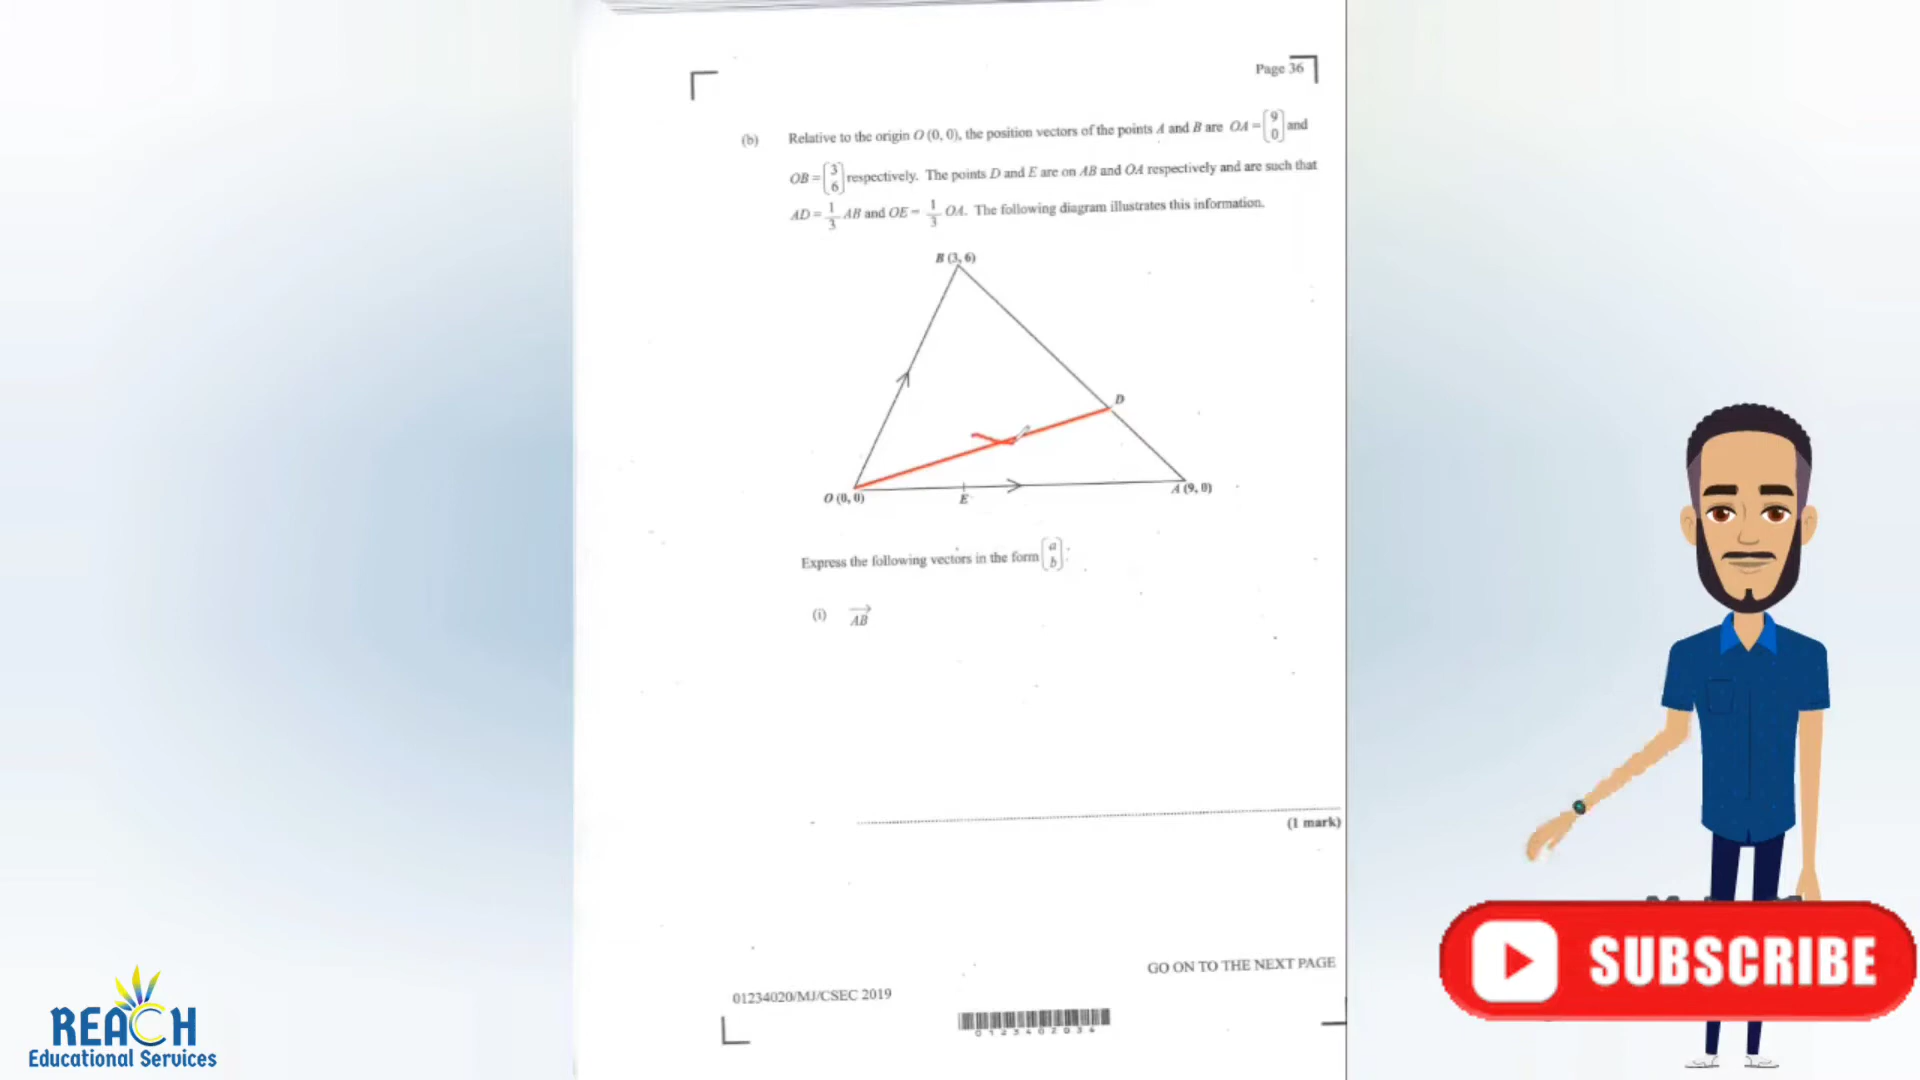 Page 36
(b) Relative to the origin O (0, 0), the position vectors of the points A and B are OA = [9 0] and
OB = [3 6] respectively. The points D and E are on AB and OA respectively and are such that
AD = 1/3 AB and OE = 1/3 OA. The following diagram illustrates this information.
B (3, 6)
D
O (0, 0)
E
A (9, 0)
Express the following vectors in the form [a b].
(i) AB
(1 mark)
GO ON TO THE NEXT PAGE
01234020/MJ/CSEC 2019
SUBSCRIBE
REACH
Educational Services